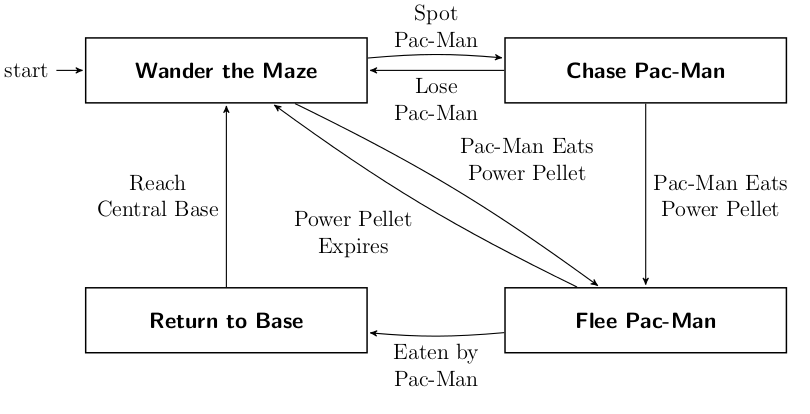 Spot
Pac-Man
start
Wander the Maze
Chase Pac-Man
Lose
Pac-Man
Pac-Man Eats
Power Pellet
Reach
Central Base
Pac-Man Eats
Power Pellet
Power Pellet
Expires
Return to Base
Flee Pac-Man
Eaten by
Pac-Man